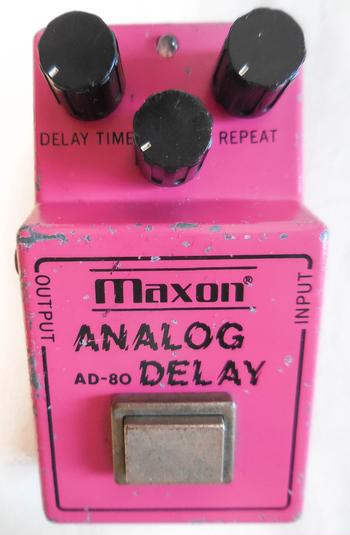 DELAY TIME REPEAT
maxon®
OUTPUT
INPUT
ANALOG
AD-80 DELAY